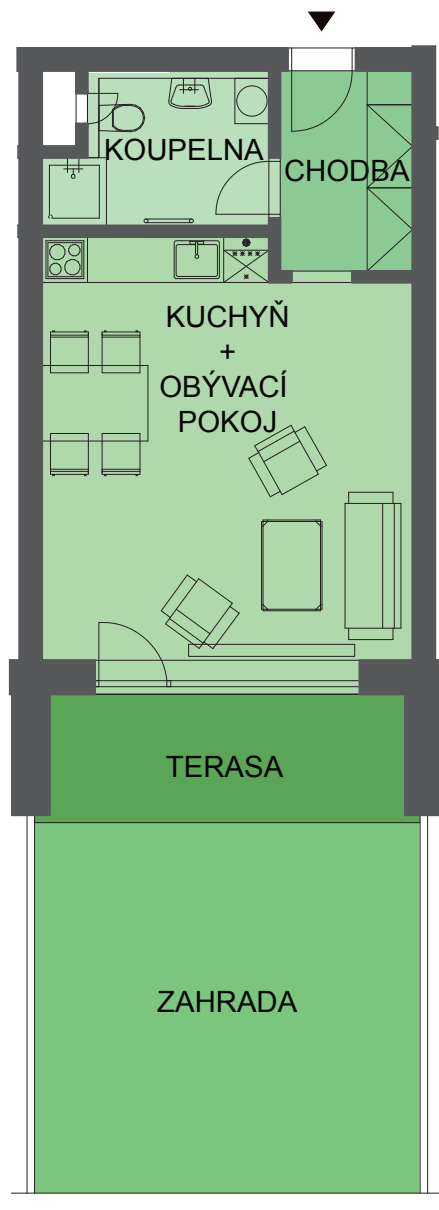 KOUPELNA
CHODBA
KUCHYŇ
+
OBÝVACÍ
POKOJ
TERASA
ZAHRADA